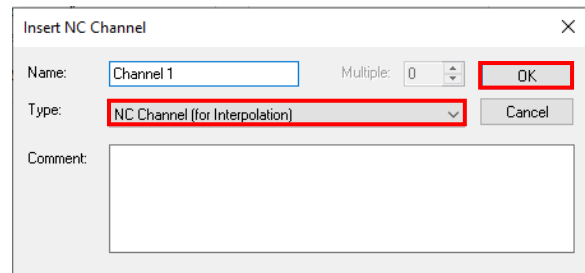 Insert NC Channel
Name: Channel 1 Multiple: 0 OK
Type: NC Channel (for Interpolation) Cancel
Comment: